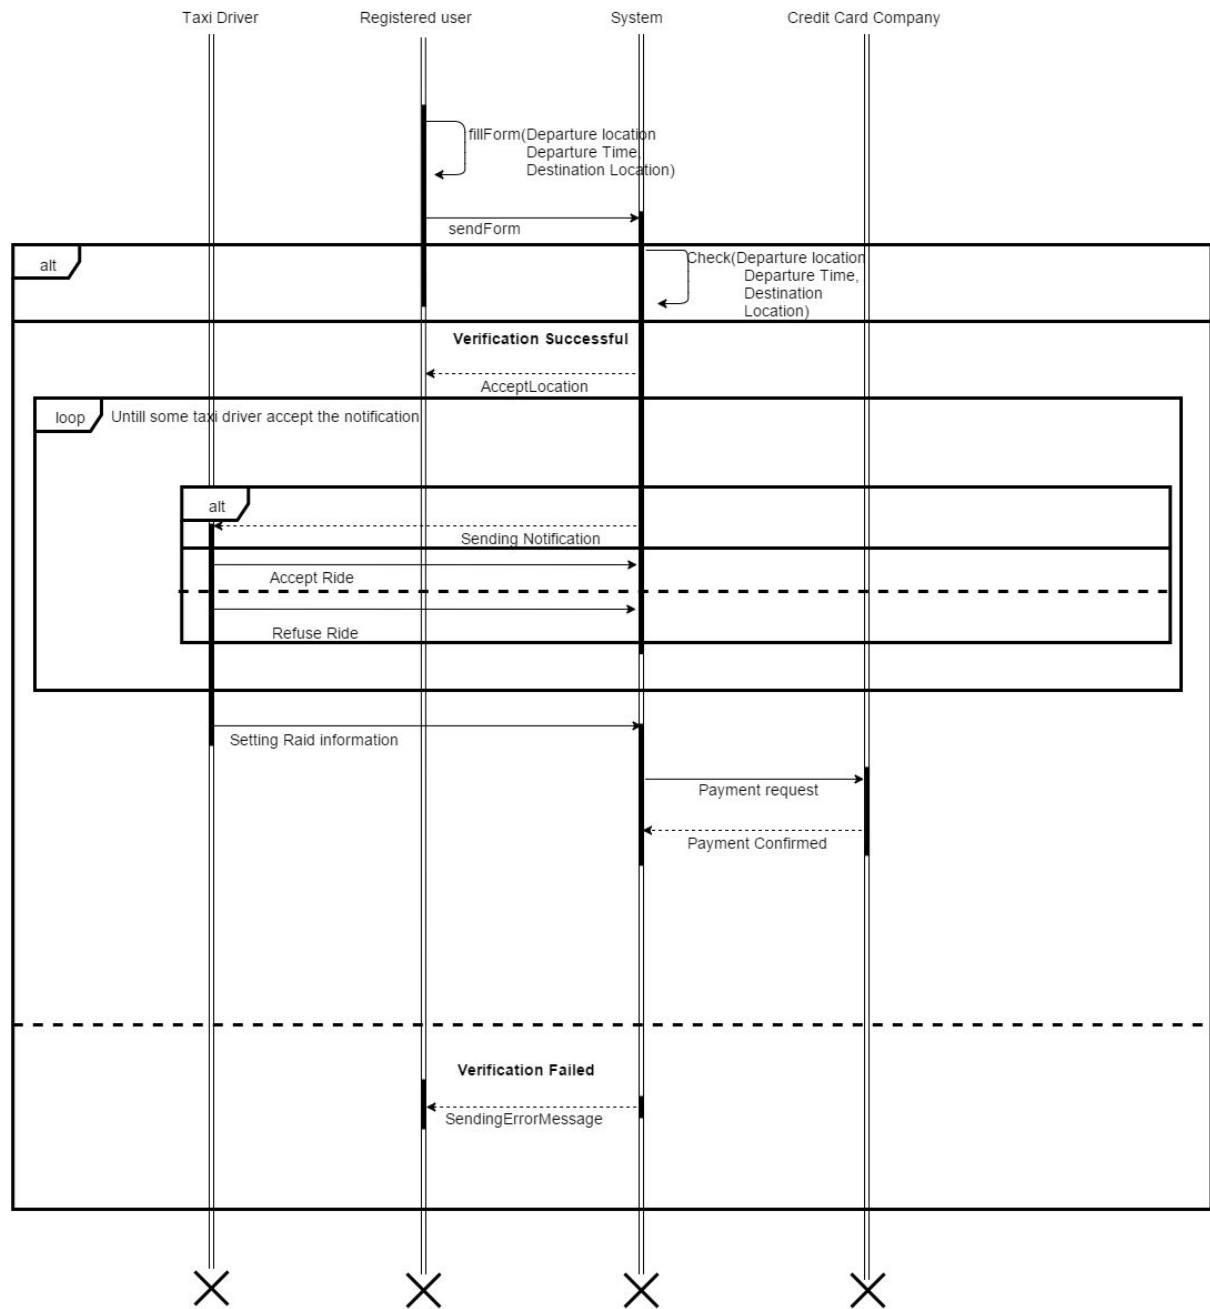 Taxi Driver
Registered user
System
Credit Card Company
fillForm(Departure location
Departure Time,
Destination Location)
sendForm
alt
Check(Departure location
Departure Time,
Destination
Location)
Verification Successful
AcceptLocation
loop
Untill some taxi driver accept the notification
alt
Sending Notification
Accept Ride
Refuse Ride
Setting Raid information
Payment request
Payment Confirmed
Verification Failed
SendingErrorMessage